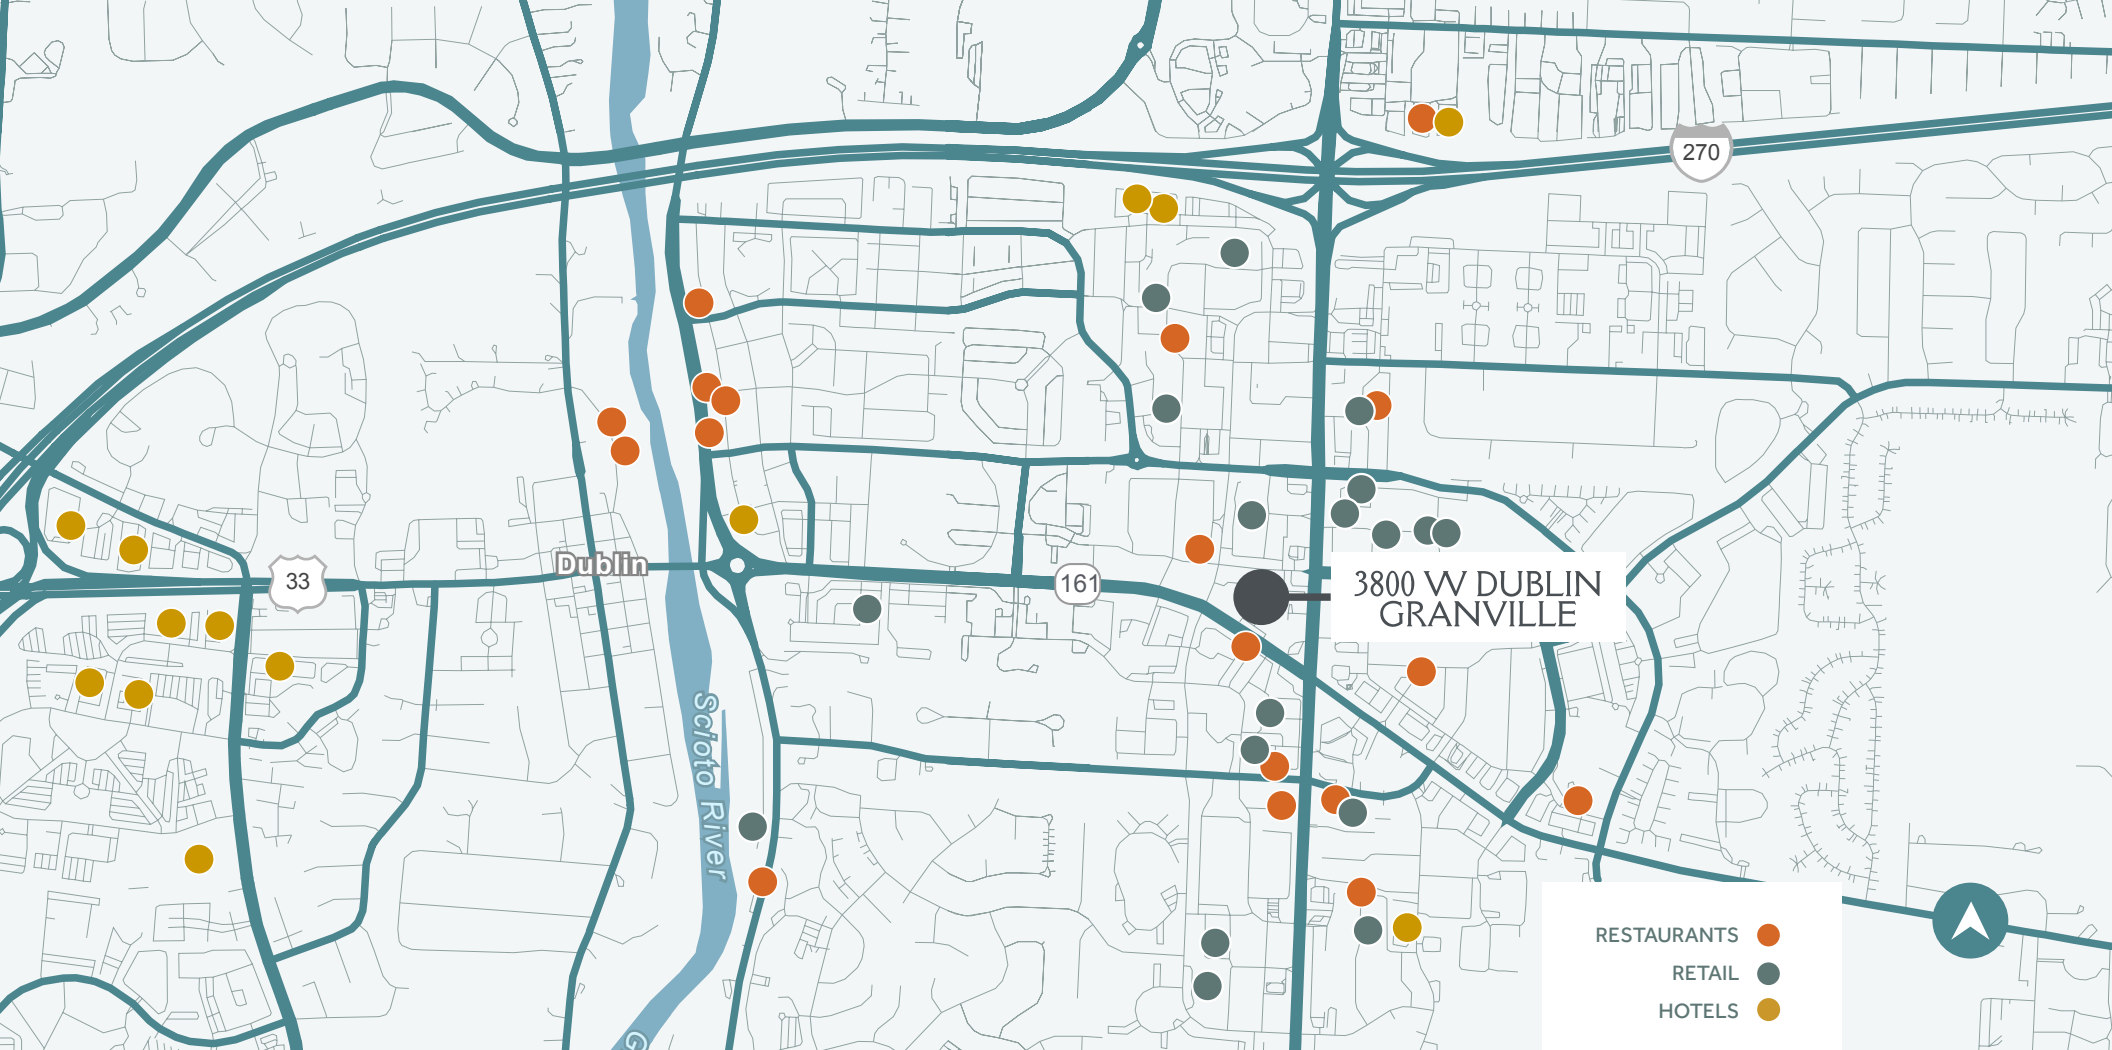 270
Dublin
33
161
3800 W DUBLIN
GRANVILLE
Scioto River
RESTAURANTS
RETAIL
HOTELS